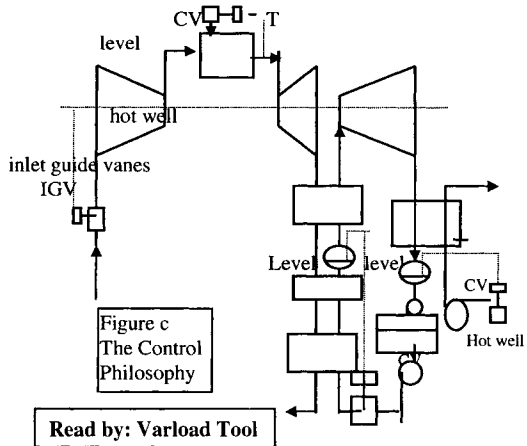 CV
T
level
hot well
inlet guide vanes
IGV
Level
level
CV
Hot well
Figure c
The Control
Philosophy
Read by: Varload Tool